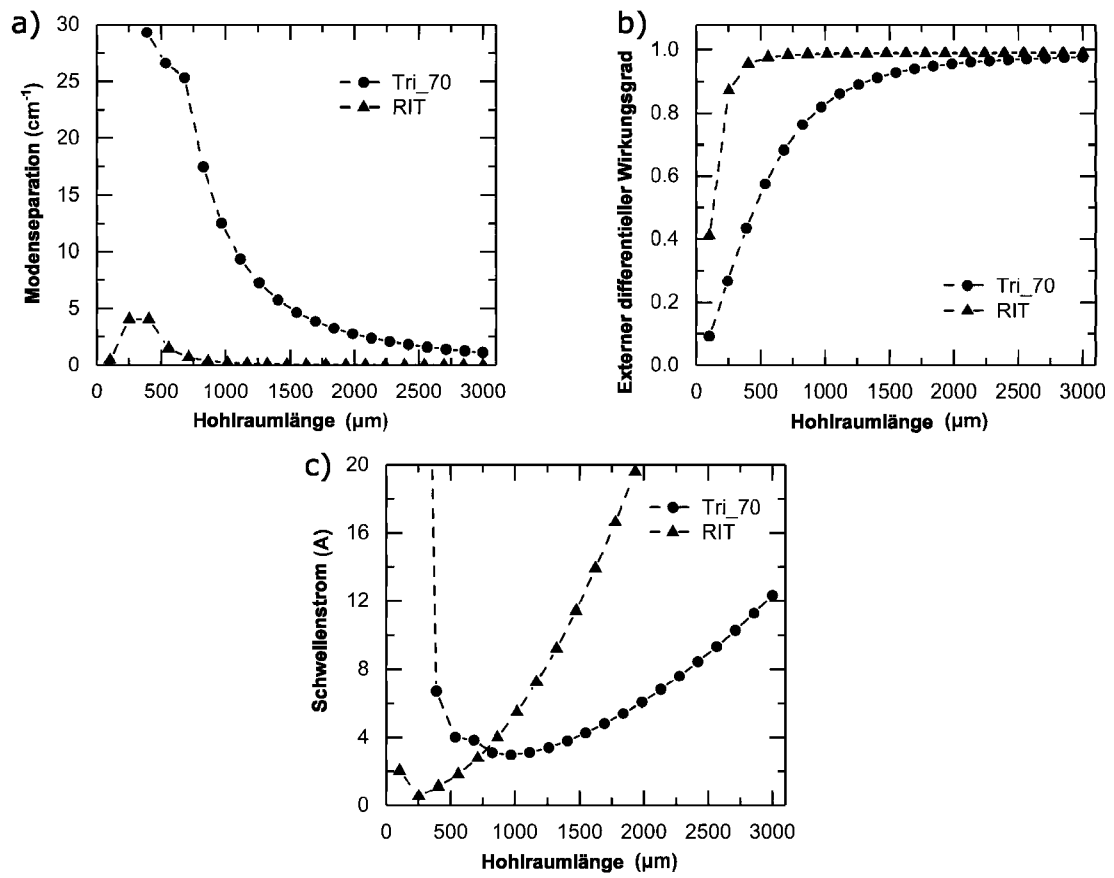 a)
Modenseparation (cm⁻¹)
30
25
20
15
10
5
0
Tri_70
RIT
0 500 1000 1500 2000 2500 3000
Hohlraumlänge (µm)
b)
Externer differentieller Wirkungsgrad
1.0
0.8
0.6
0.4
0.2
0.0
Tri_70
RIT
0 500 1000 1500 2000 2500 3000
Hohlraumlänge (µm)
c)
Schwellenstrom (A)
20
16
12
8
4
0
Tri_70
RIT
0 500 1000 1500 2000 2500 3000
Hohlraumlänge (µm)